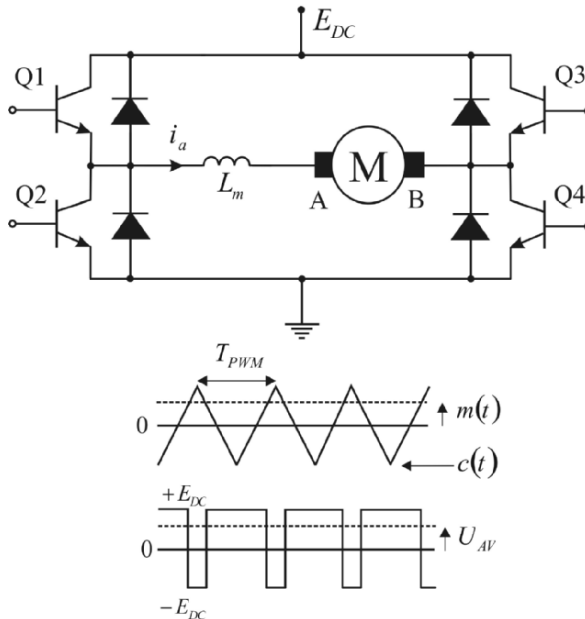 E_DC
Q1
Q3
i_a
L_m
M
A
B
Q2
Q4
T_PWM
0
m(t)
c(t)
+E_DC
0
U_AV
−E_DC